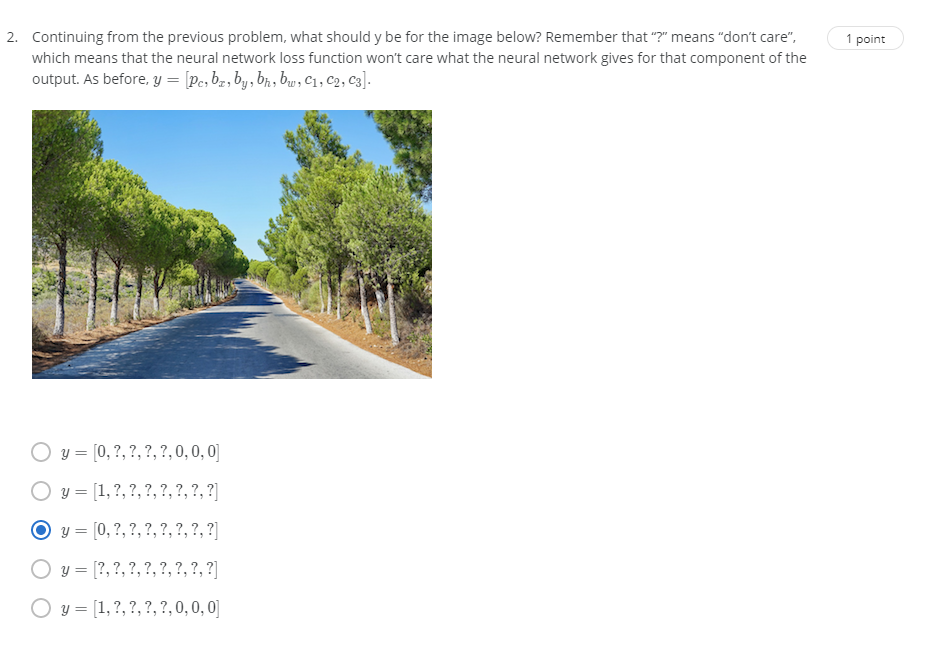 2. Continuing from the previous problem, what should y be for the image below? Remember that “?” means “don’t care”, 1 point
which means that the neural network loss function won’t care what the neural network gives for that component of the
output. As before, y = [p_c, b_x, b_y, b_h, b_w, c_1, c_2, c_3].
y = [0, ?, ?, ?, ?, 0, 0, 0]
y = [1, ?, ?, ?, ?, ?, ?, ?]
y = [0, ?, ?, ?, ?, ?, ?, ?]
y = [?, ?, ?, ?, ?, ?, ?, ?]
y = [1, ?, ?, ?, ?, 0, 0, 0]